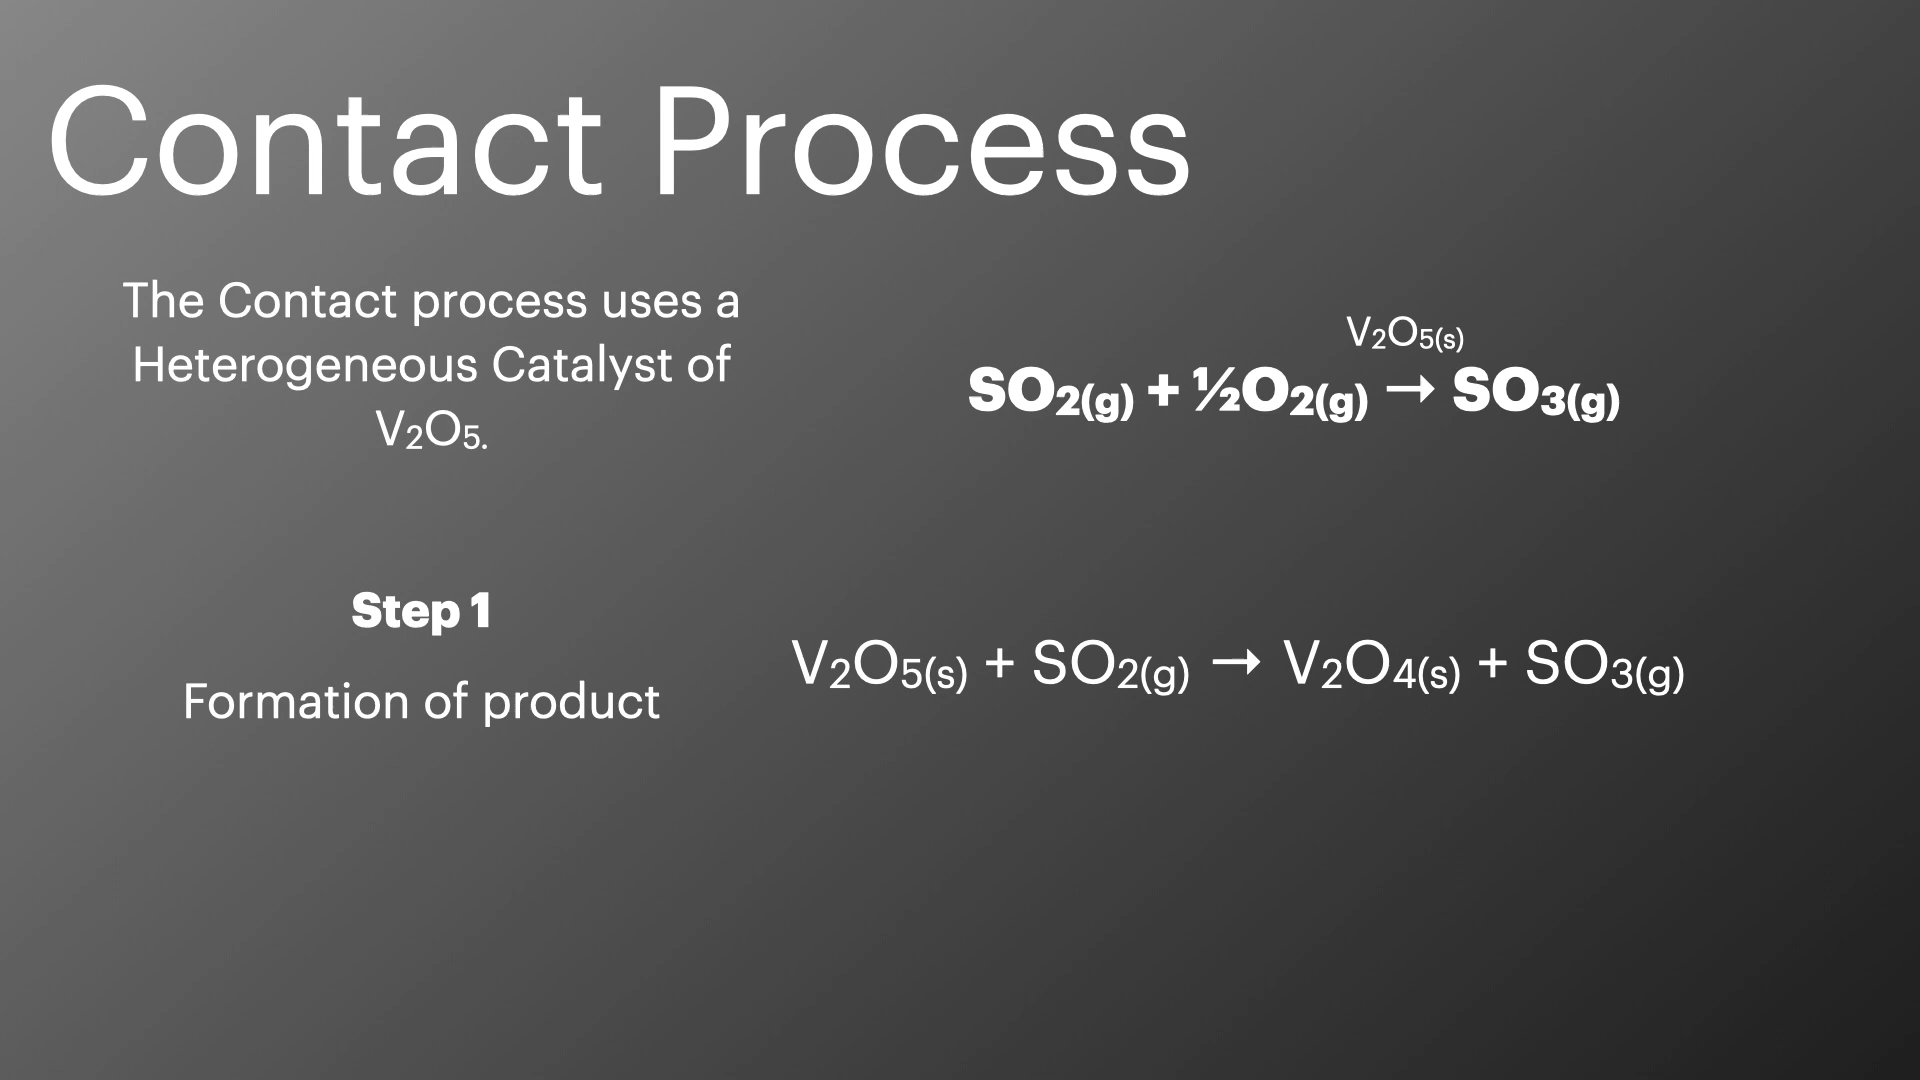 Contact Process
The Contact process uses a
Heterogeneous Catalyst of
V₂O₅.
V₂O₅(s)
SO₂(g) + ½O₂(g) → SO₃(g)
Step 1
Formation of product
V₂O₅(s) + SO₂(g) → V₂O₄(s) + SO₃(g)